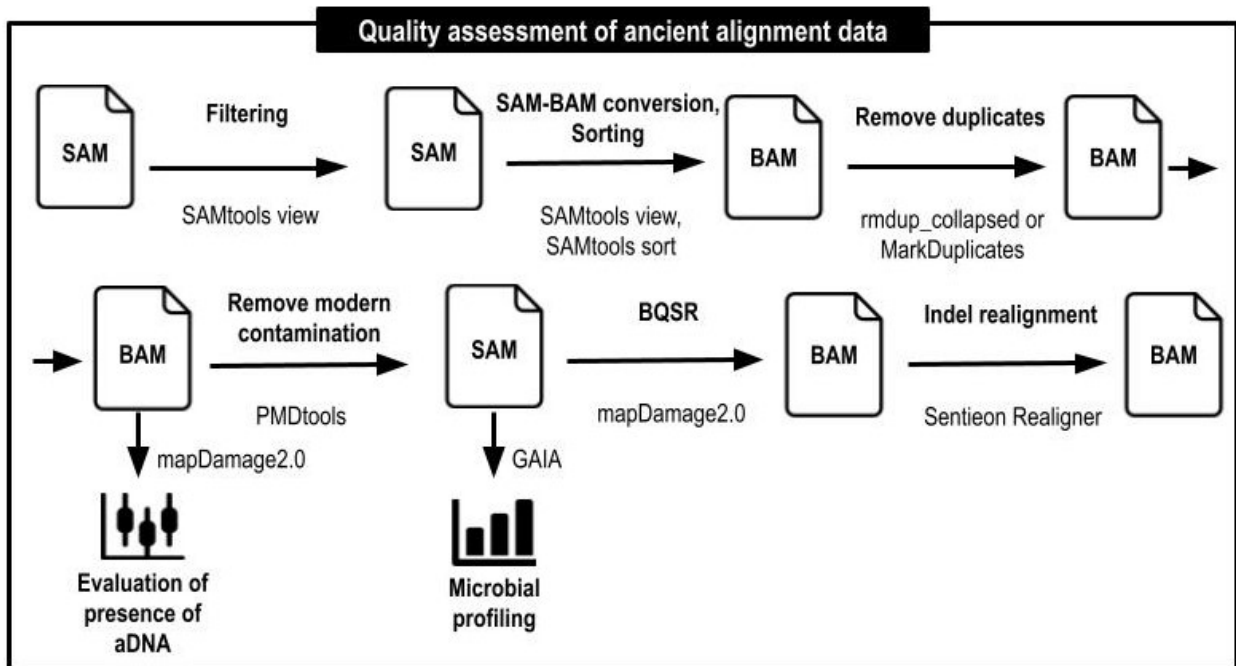 Quality assessment of ancient alignment data
SAM
Filtering
SAMtools view
SAM
SAM-BAM conversion,
Sorting
SAMtools view,
SAMtools sort
BAM
Remove duplicates
rmdup_collapsed or
MarkDuplicates
BAM
BAM
Remove modern
contamination
PMDtools
SAM
BQSR
mapDamage2.0
BAM
Indel realignment
Sentieon Realigner
BAM
mapDamage2.0
GAIA
Evaluation of
presence of
aDNA
Microbial
profiling